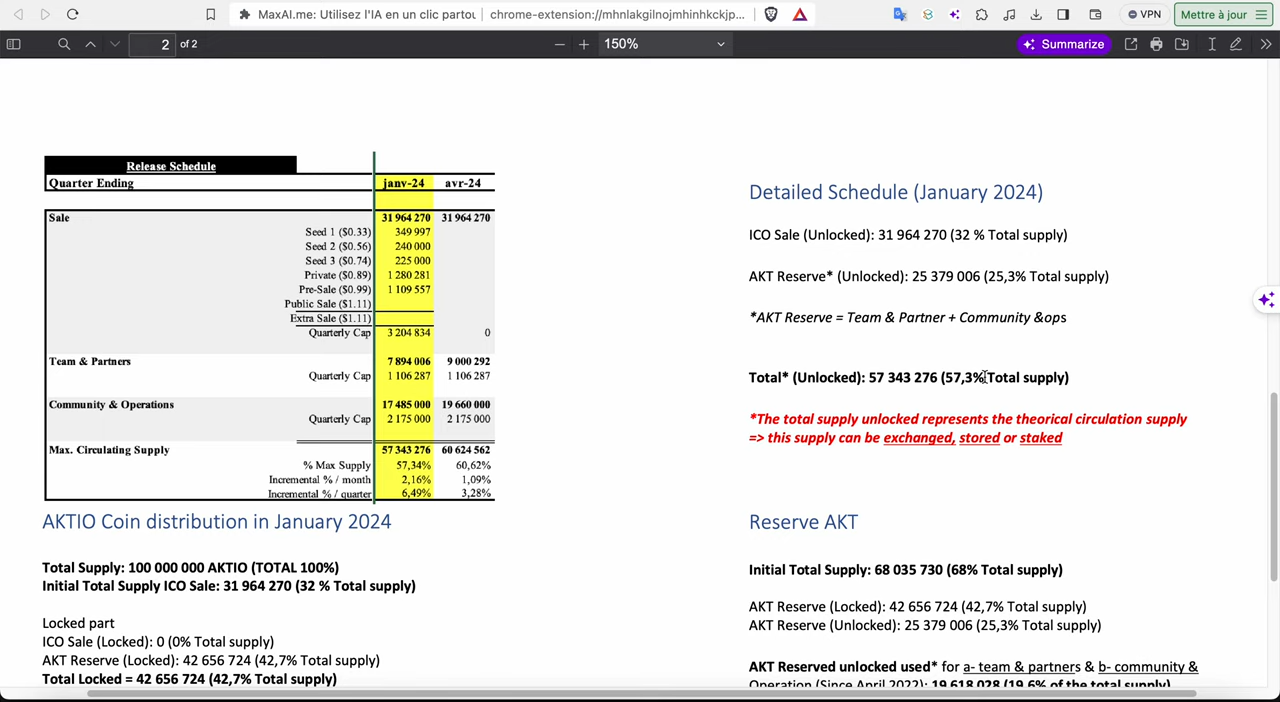 MaxAI.me: Utilisez l'IA en un clic partou
chrome-extension://mhnlakgilnojmhinhkckjp...
VPN
Mettre à jour
2 of 2
150%
Summarize
Release Schedule
Quarter Ending janv-24 avr-24
Sale 31 964 270 31 964 270
Seed 1 ($0.33) 349 997
Seed 2 ($0.56) 240 000
Seed 3 ($0.74) 225 000
Private ($0.89) 1 280 281
Pre-Sale ($0.99) 1 109 557
Public Sale ($1.11)
Extra Sale ($1.11)
Quarterly Cap 3 204 834 0
Team & Partners 7 894 006 9 000 292
Quarterly Cap 1 106 287 1 106 287
Community & Operations 17 485 000 19 660 000
Quarterly Cap 2 175 000 2 175 000
Max. Circulating Supply 57 343 276 60 624 562
% Max Supply 57,34% 60,62%
Incremental % / month 2,16% 1,09%
Incremental % / quarter 6,49% 3,28%
AKTIO Coin distribution in January 2024
Total Supply: 100 000 000 AKTIO (TOTAL 100%)
Initial Total Supply ICO Sale: 31 964 270 (32 % Total supply)
Locked part
ICO Sale (Locked): 0 (0% Total supply)
AKT Reserve (Locked): 42 656 724 (42,7% Total supply)
Total Locked = 42 656 724 (42,7% Total supply)
Detailed Schedule (January 2024)
ICO Sale (Unlocked): 31 964 270 (32 % Total supply)
AKT Reserve* (Unlocked): 25 379 006 (25,3% Total supply)
*AKT Reserve = Team & Partner + Community &ops
Total* (Unlocked): 57 343 276 (57,3% Total supply)
*The total supply unlocked represents the theorical circulation supply
=> this supply can be exchanged, stored or staked
Reserve AKT
Initial Total Supply: 68 035 730 (68% Total supply)
AKT Reserve (Locked): 42 656 724 (42,7% Total supply)
AKT Reserve (Unlocked): 25 379 006 (25,3% Total supply)
AKT Reserved unlocked used* for a- team & partners & b- community &
Operation (Since April 2022): 19 618 028 (19,6% of the total supply)